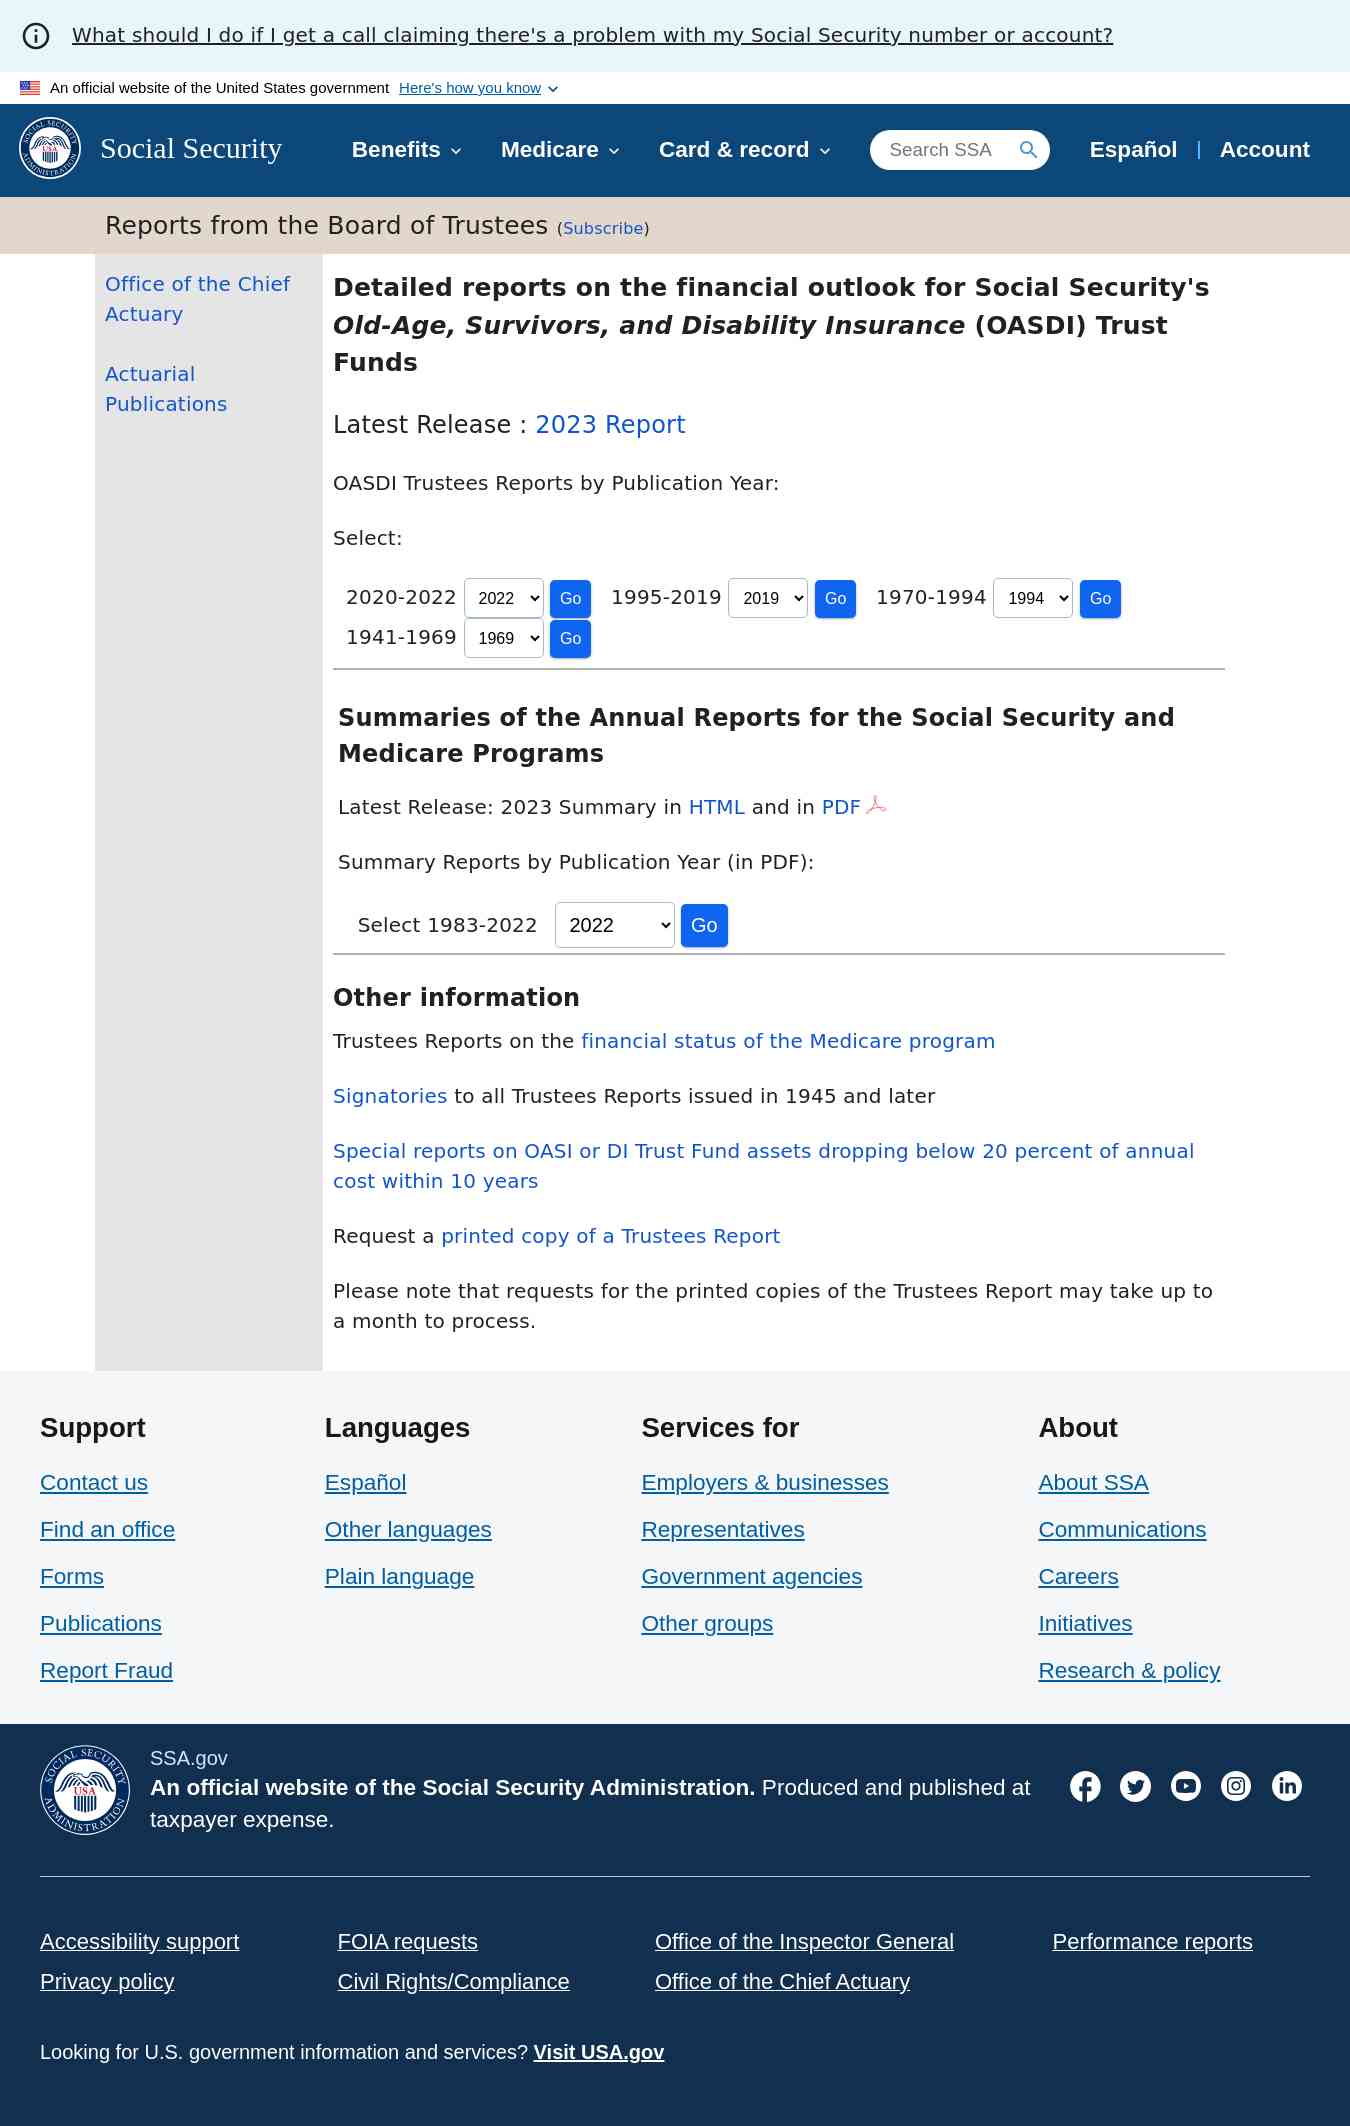 What should I do if I get a call claiming there's a problem with my Social Security number or account?
An official website of the United States government Here's how you know
Social Security
Benefits
Medicare
Card & record
Search SSA
Español
Account
Reports from the Board of Trustees (Subscribe)
Office of the Chief
Actuary
Actuarial
Publications
Detailed reports on the financial outlook for Social Security's
Old-Age, Survivors, and Disability Insurance (OASDI) Trust
Funds
Latest Release : 2023 Report
OASDI Trustees Reports by Publication Year:
Select:
2020-2022 2022 Go 1995-2019 2019 Go 1970-1994 1994 Go
1941-1969 1969 Go
Summaries of the Annual Reports for the Social Security and
Medicare Programs
Latest Release: 2023 Summary in HTML and in PDF
Summary Reports by Publication Year (in PDF):
Select 1983-2022 2022 Go
Other information
Trustees Reports on the financial status of the Medicare program
Signatories to all Trustees Reports issued in 1945 and later
Special reports on OASI or DI Trust Fund assets dropping below 20 percent of annual
cost within 10 years
Request a printed copy of a Trustees Report
Please note that requests for the printed copies of the Trustees Report may take up to
a month to process.
Support
Contact us
Find an office
Forms
Publications
Report Fraud
Languages
Español
Other languages
Plain language
Services for
Employers & businesses
Representatives
Government agencies
Other groups
About
About SSA
Communications
Careers
Initiatives
Research & policy
SOCIAL SECURITY
USA
ADMINISTRATION
SSA.gov
An official website of the Social Security Administration. Produced and published at
taxpayer expense.
Accessibility support
FOIA requests
Office of the Inspector General
Performance reports
Privacy policy
Civil Rights/Compliance
Office of the Chief Actuary
Looking for U.S. government information and services? Visit USA.gov